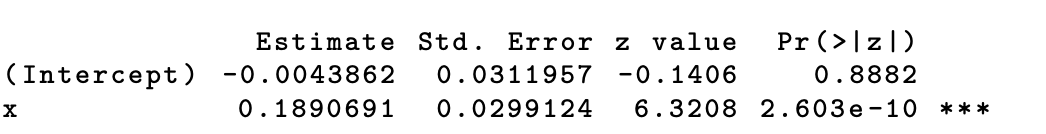 Estimate Std. Error z value Pr(>|z|)
(Intercept) -0.0043862 0.0311957 -0.1406 0.8882
x 0.1890691 0.0299124 6.3208 2.603e-10 ***